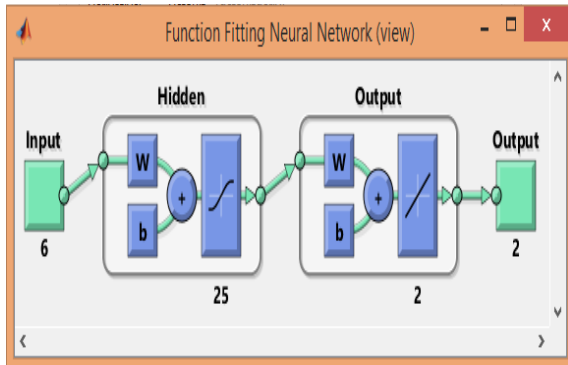 Function Fitting Neural Network (view)
Hidden
Output
Input
Output
W
b
+
W
b
+
6
25
2
2